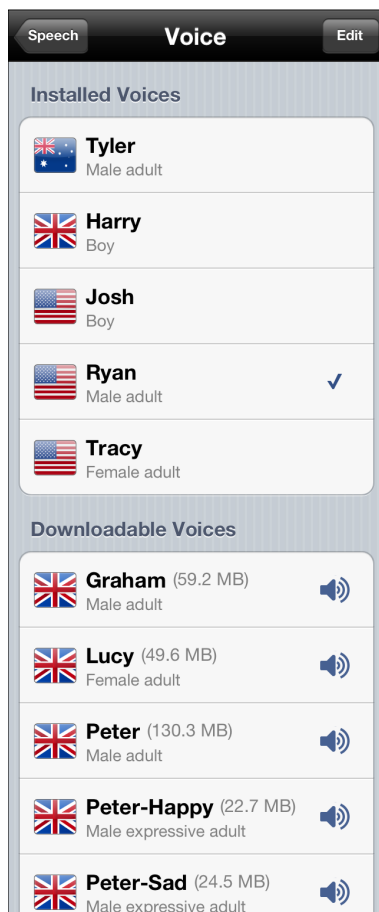 Speech Voice Edit
Installed Voices
Tyler
Male adult
Harry
Boy
Josh
Boy
Ryan
Male adult
Tracy
Female adult
Downloadable Voices
Graham (59.2 MB)
Male adult
Lucy (49.6 MB)
Female adult
Peter (130.3 MB)
Male adult
Peter-Happy (22.7 MB)
Male expressive adult
Peter-Sad (24.5 MB)
Male expressive adult